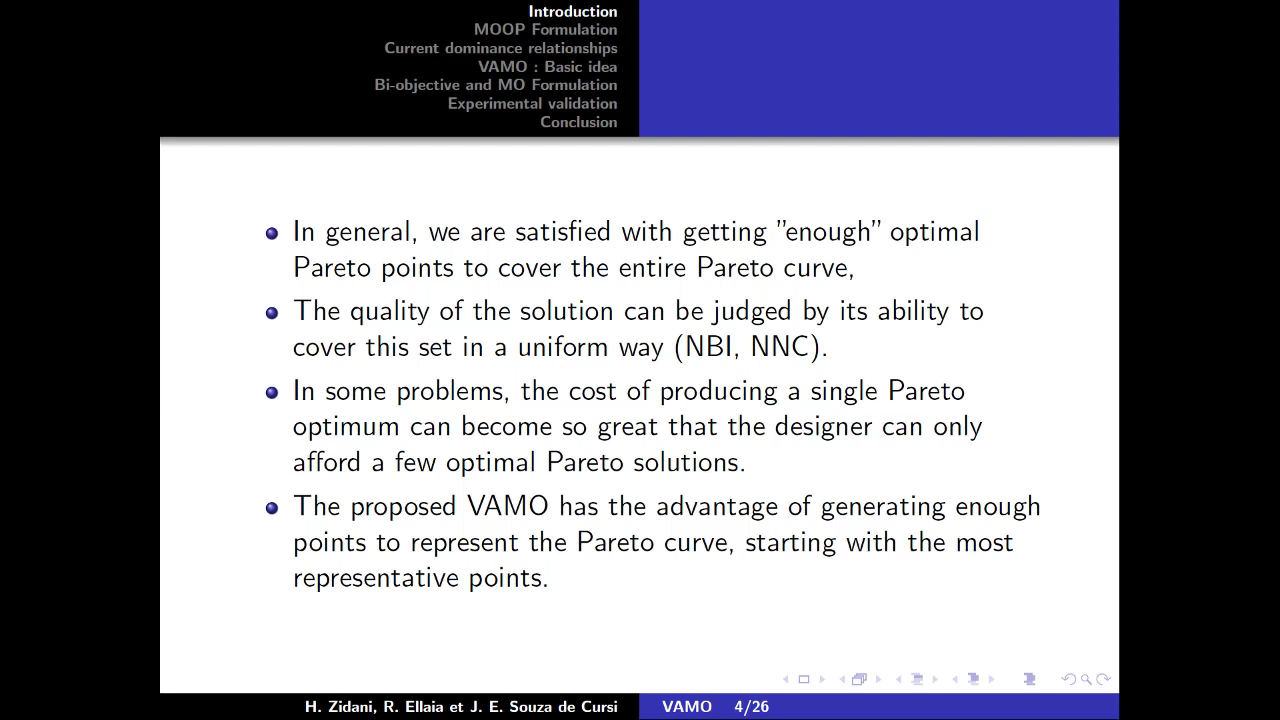 Introduction
MOOP Formulation
Current dominance relationships
VAMO : Basic idea
Bi-objective and MO Formulation
Experimental validation
Conclusion
In general, we are satisfied with getting ”enough” optimal
Pareto points to cover the entire Pareto curve,
The quality of the solution can be judged by its ability to
cover this set in a uniform way (NBI, NNC).
In some problems, the cost of producing a single Pareto
optimum can become so great that the designer can only
afford a few optimal Pareto solutions.
The proposed VAMO has the advantage of generating enough
points to represent the Pareto curve, starting with the most
representative points.
H. Zidani, R. Ellaia et J. E. Souza de Cursi
VAMO 4/26